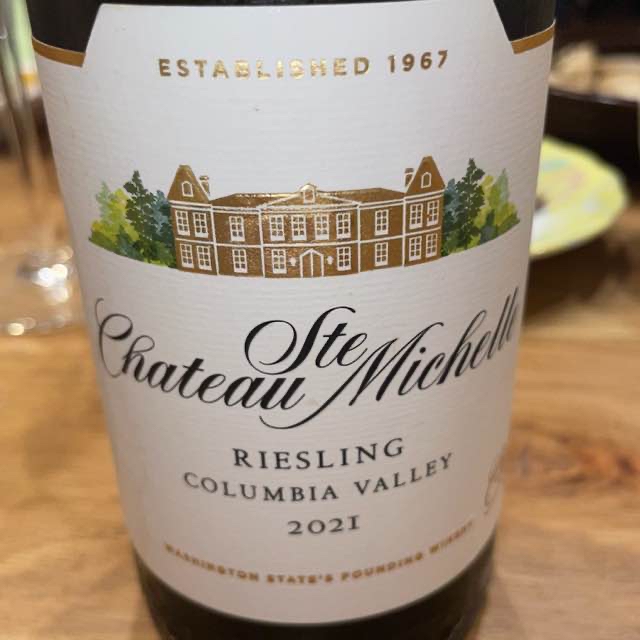 ESTABLISHED 1967
Chateau Ste Michelle
RIESLING
COLUMBIA VALLEY
2021
WASHINGTON STATE'S FOUNDING WINERY